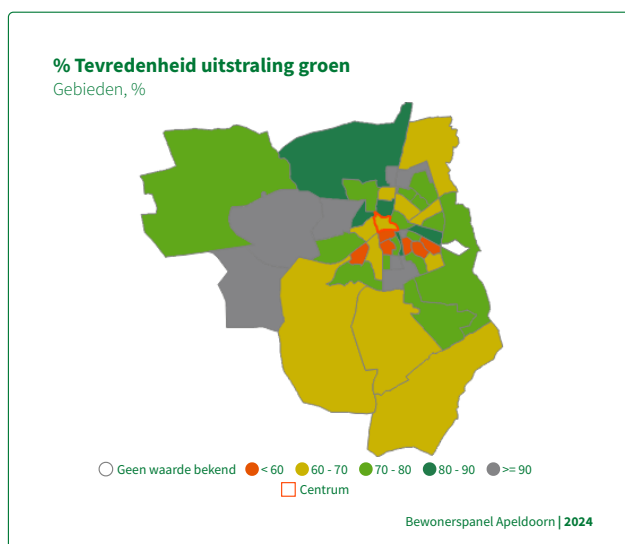 % Tevredenheid uitstraling groen
Gebieden, %
Geen waarde bekend < 60 60 - 70 70 - 80 80 - 90 >= 90
Centrum
Bewonerspanel Apeldoorn | 2024